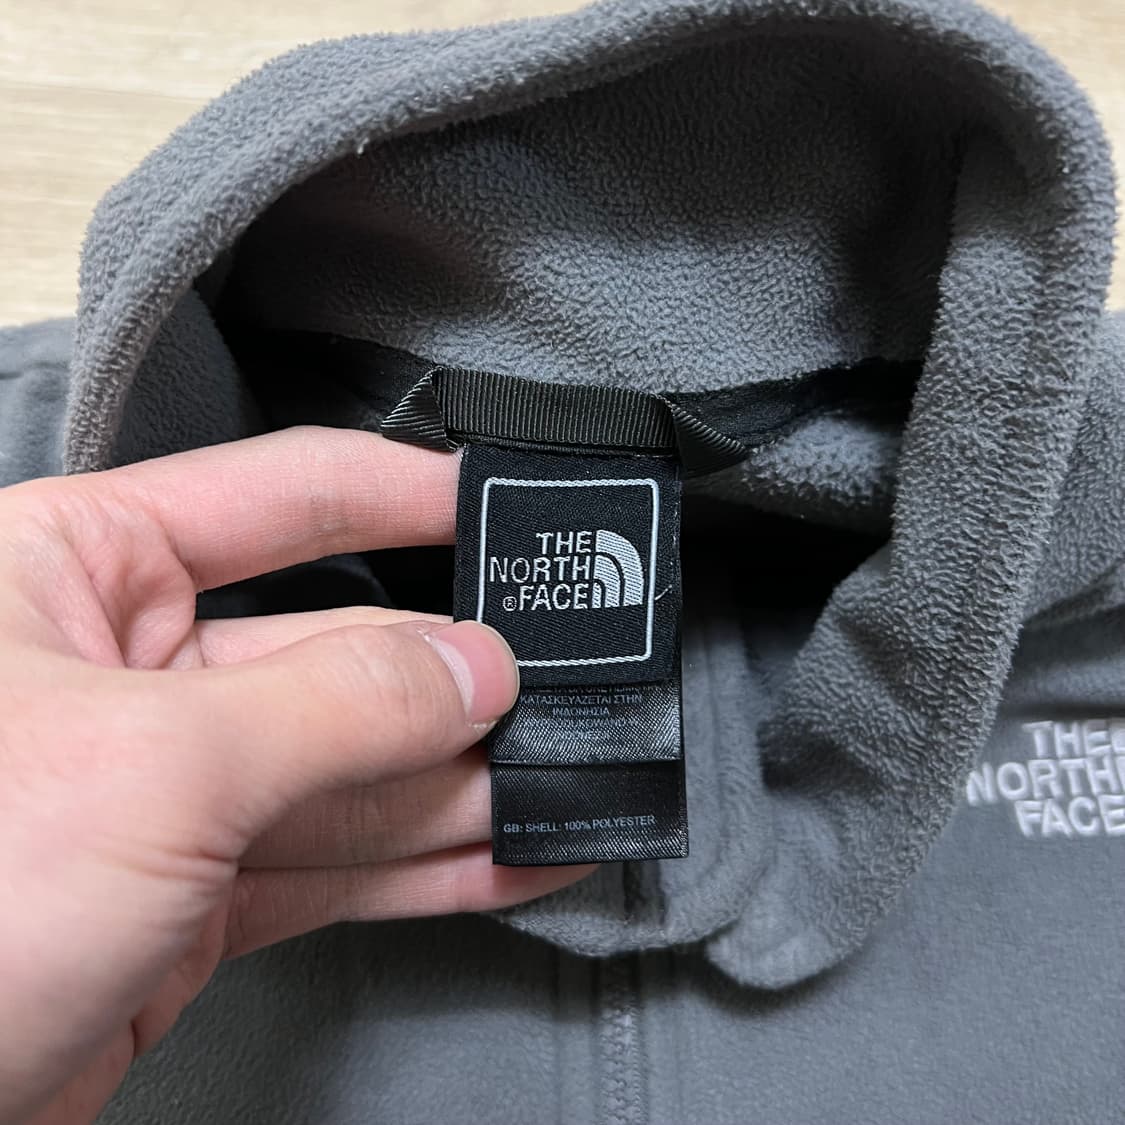 THE
NORTH
®FACE
ΚΑΤΑΣΚΕΥΑΖΕΤΑΙ ΣΤΗΝ
ΙΝΔΟΝΗΣΙΑ
GB: SHELL: 100% POLYESTER
THE
NORTH
FACE